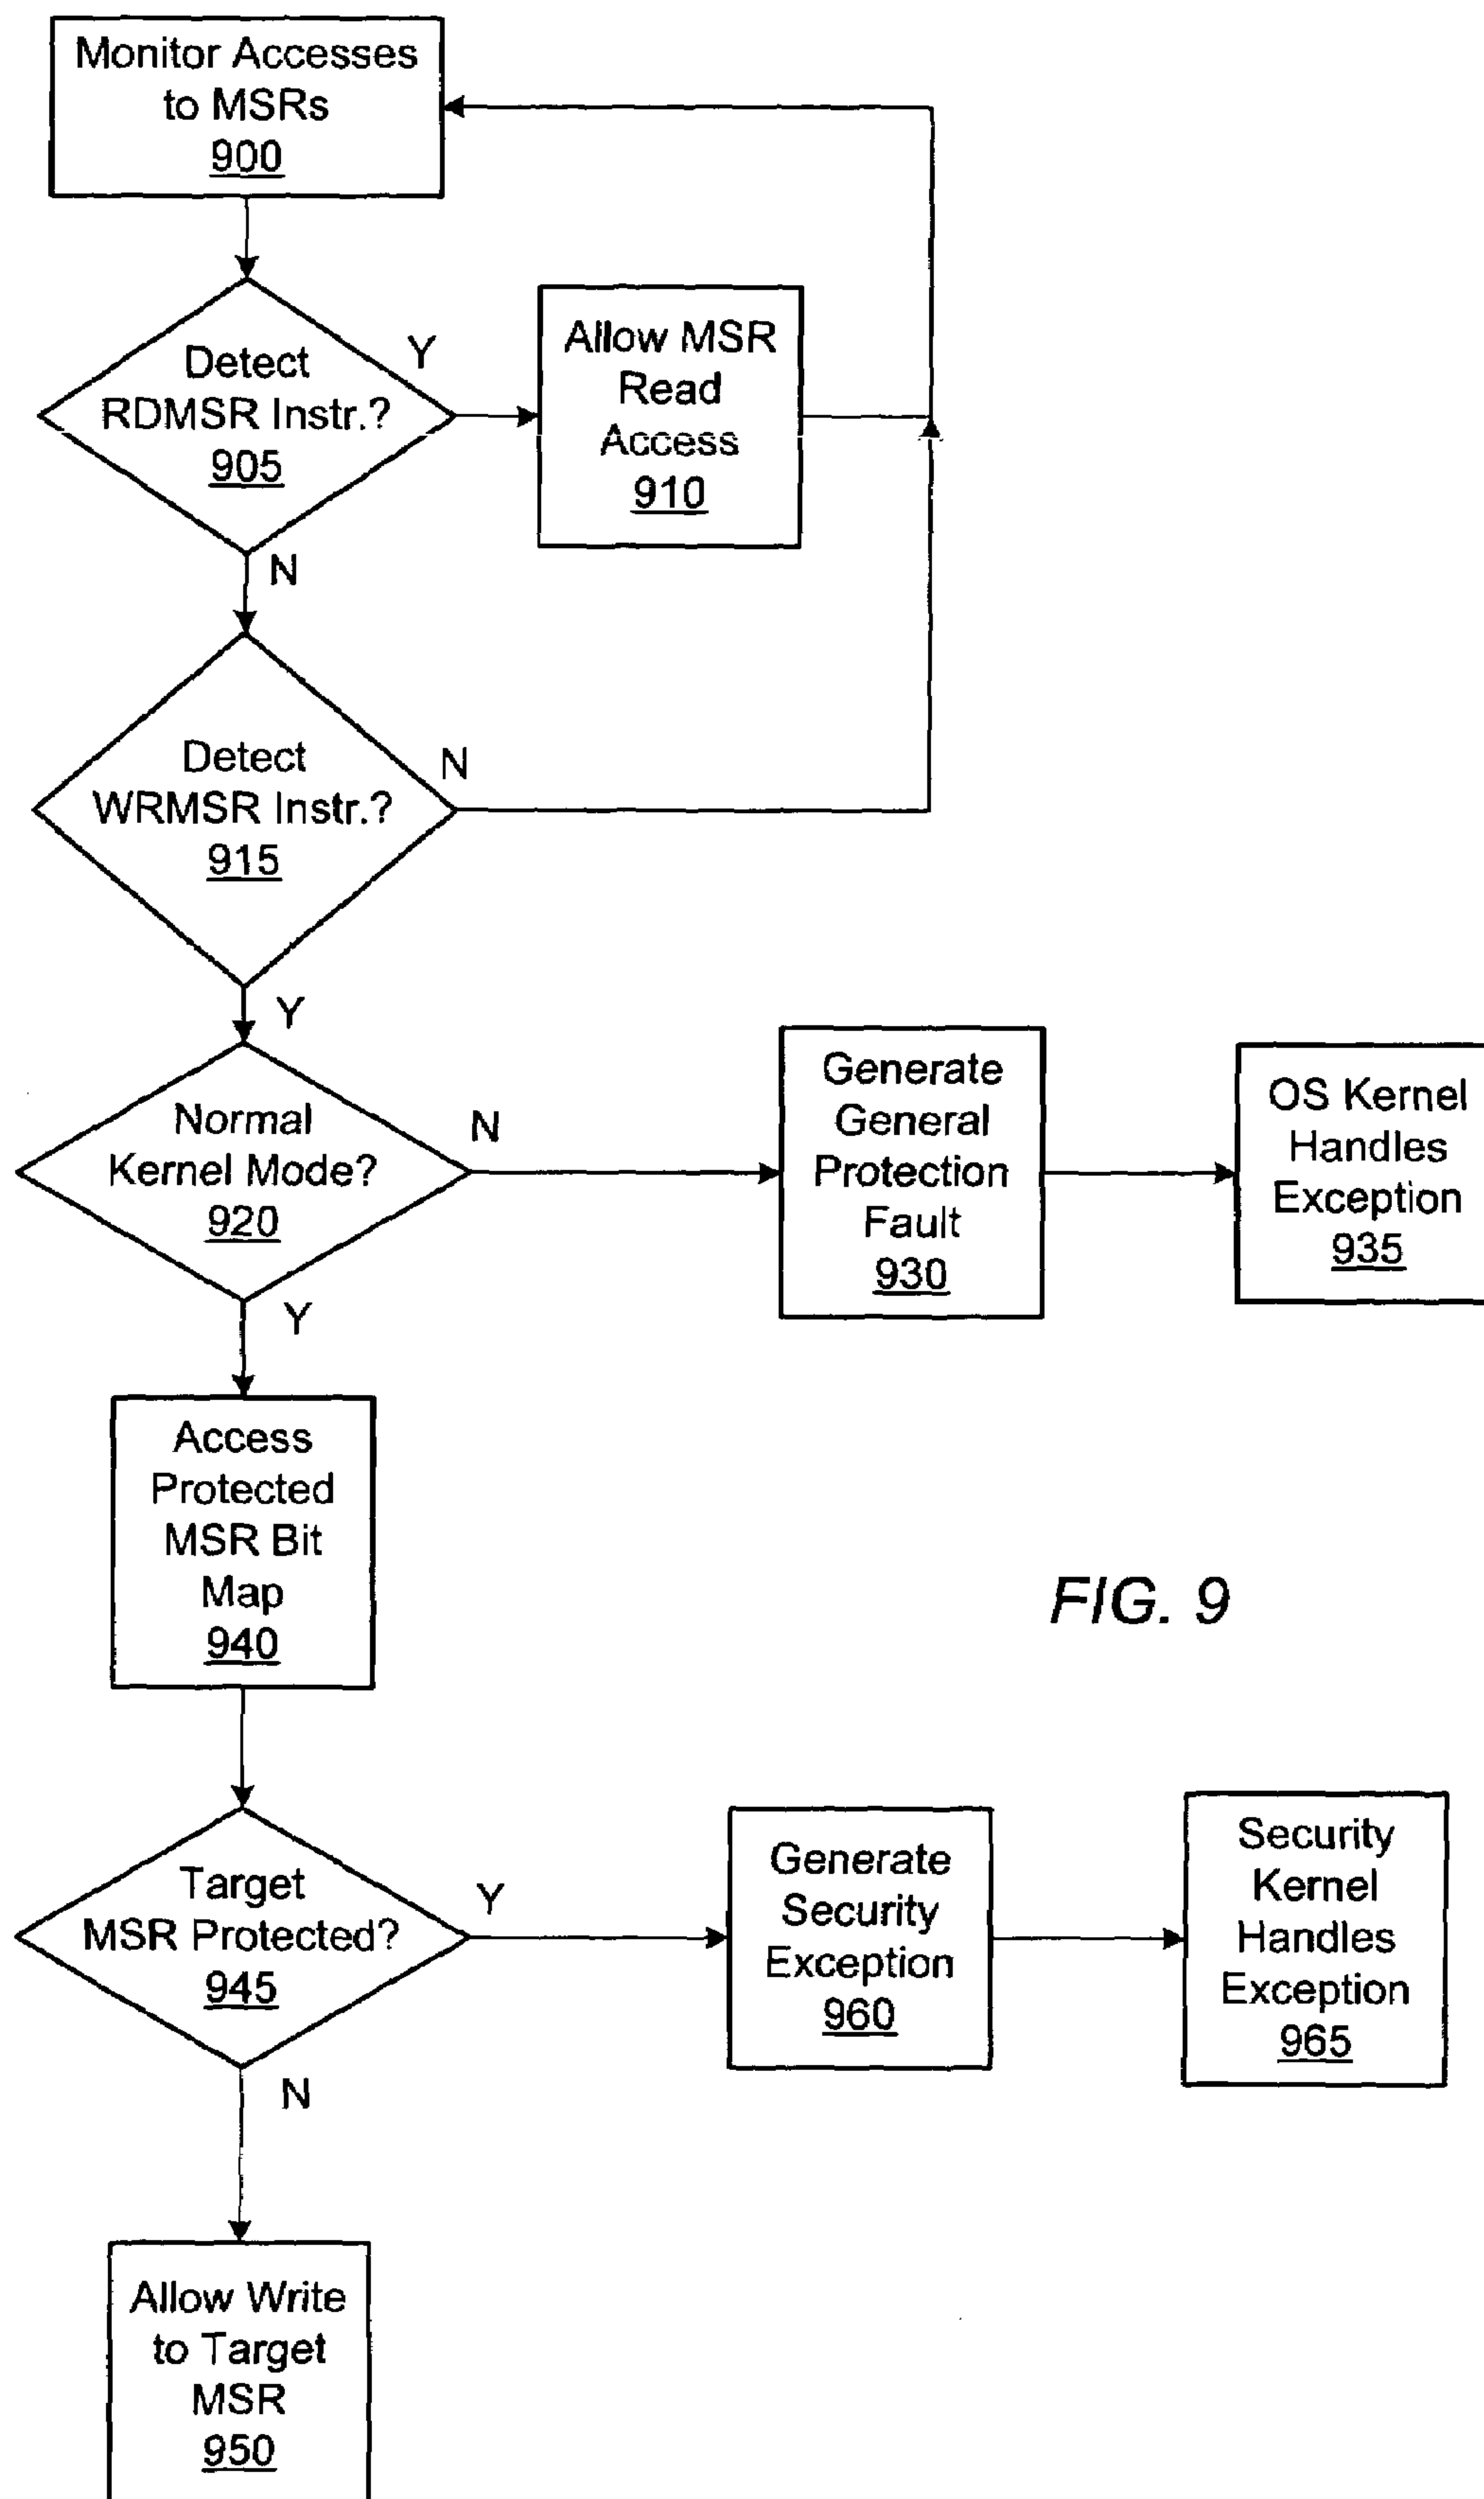 Monitor Accesses
to MSRs
900
Detect
RDMSR Instr.?
905
Y
Allow MSR
Read
Access
910
N
Detect
WRMSR Instr.?
915
N
Y
Normal
Kernel Mode?
920
N
Generate
General
Protection
Fault
930
OS Kernel
Handles
Exception
935
Y
Access
Protected
MSR Bit
Map
940
FIG. 9
Target
MSR Protected?
945
Y
Generate
Security
Exception
960
Security
Kernel
Handles
Exception
965
N
Allow Write
to Target
MSR
950